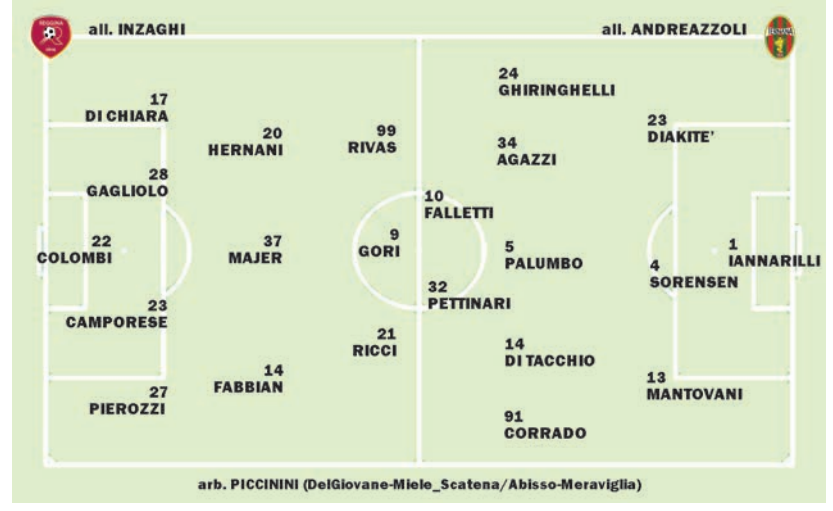 REGGINA
all. INZAGHI
all. ANDREAZZOLI
TERNANA
17
DI CHIARA
28
GAGLIOLO
22
COLOMBI
23
CAMPORESE
27
PIEROZZI
20
HERNANI
37
MAJER
14
FABBIAN
99
RIVAS
9
GORI
21
RICCI
10
FALLETTI
32
PETTINARI
24
GHIRINGHELLI
34
AGAZZI
5
PALUMBO
14
DI TACCHIO
91
CORRADO
23
DIAKITE'
4
SORENSEN
13
MANTOVANI
1
IANNARILLI
arb. PICCININI (DelGiovane-Miele_Scatena/Abisso-Meraviglia)